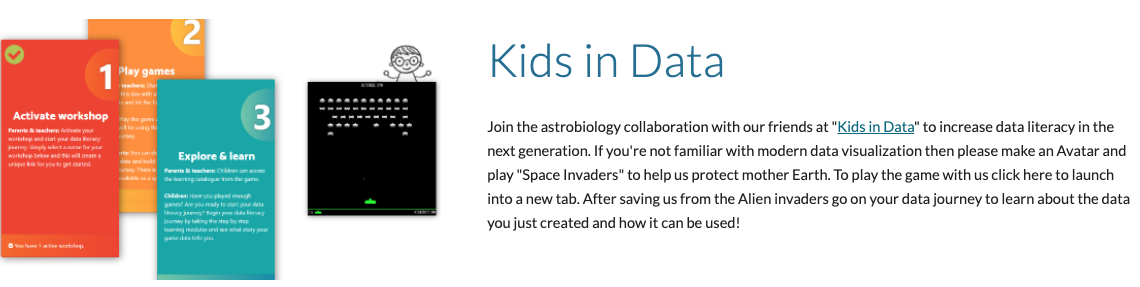 1
Activate workshop
Parents & teachers: Activate your
workshop and start your data literacy
journey. Simply select a name for your
workshop below and this will create a
unique link for you to get started.
You have 1 active workshop.
2
Play games
3
Explore & learn
Parents & teachers: Children can access
the learning catalogue from the game.
Children: Have you played enough
games? Are you ready to start your data
literacy journey? Begin your data literacy
journey by taking the step by step
learning modules and see what story your
game data tells you.
Kids in Data
Join the astrobiology collaboration with our friends at "Kids in Data" to increase data literacy in the
next generation. If you're not familiar with modern data visualization then please make an Avatar and
play "Space Invaders" to help us protect mother Earth. To play the game with us click here to launch
into a new tab. After saving us from the Alien invaders go on your data journey to learn about the data
you just created and how it can be used!